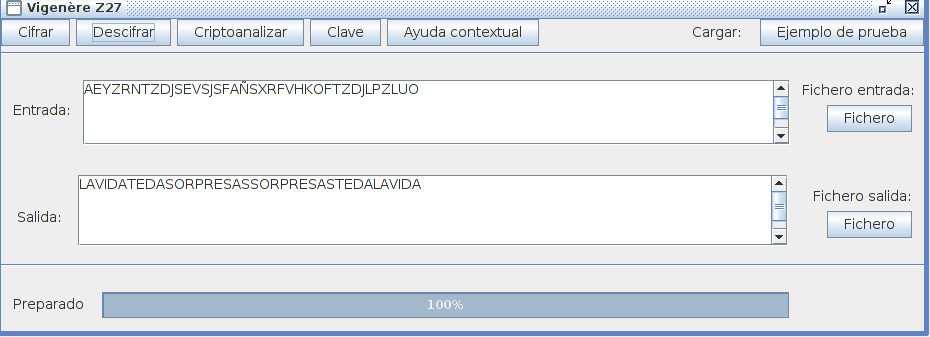 Vigenère Z27
Cifrar Descifrar Criptoanalizar Clave Ayuda contextual Cargar: Ejemplo de prueba
Entrada:
AEYZRNTZDJSEVSJSFAÑSXRFVHKOFTZDJLPZLUO
Fichero entrada:
Fichero
Salida:
LAVIDATEDASORPRESASSORPRESASTEDALAVIDA
Fichero salida:
Fichero
Preparado 100%